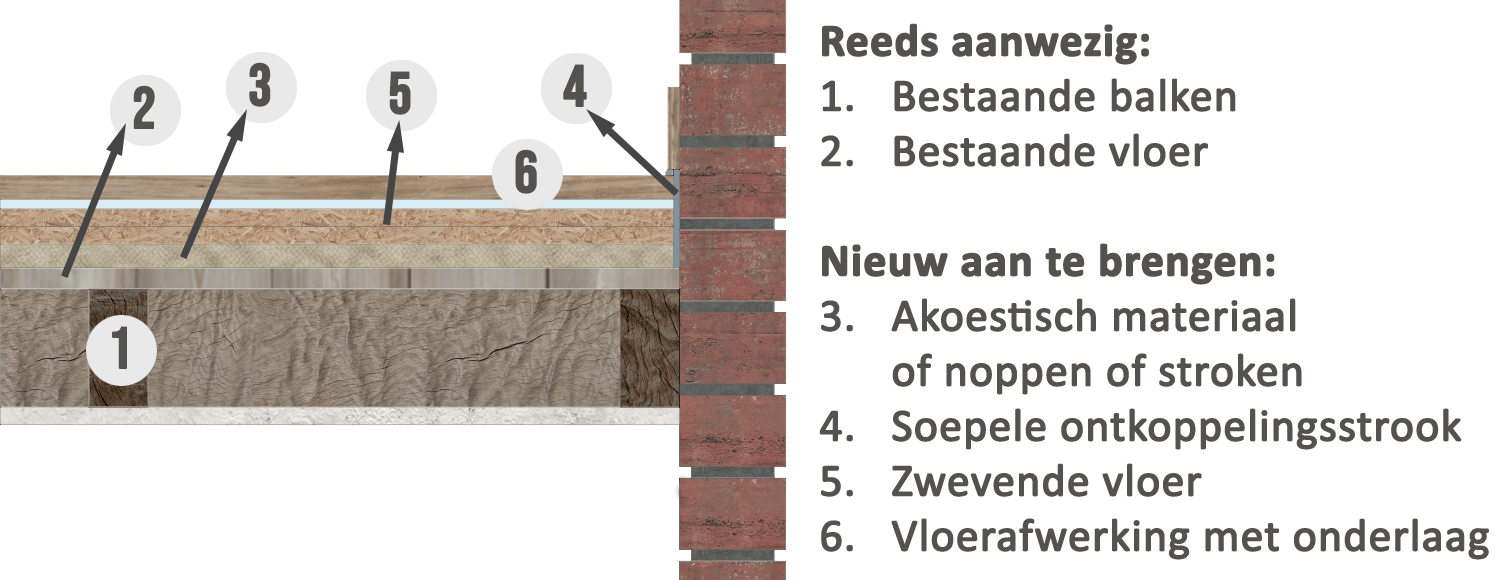 2
3
5
4
6
1
Reeds aanwezig:
1. Bestaande balken
2. Bestaande vloer
Nieuw aan te brengen:
3. Akoestisch materiaal
of noppen of stroken
4. Soepele ontkoppelingsstrook
5. Zwevende vloer
6. Vloerafwerking met onderlaag